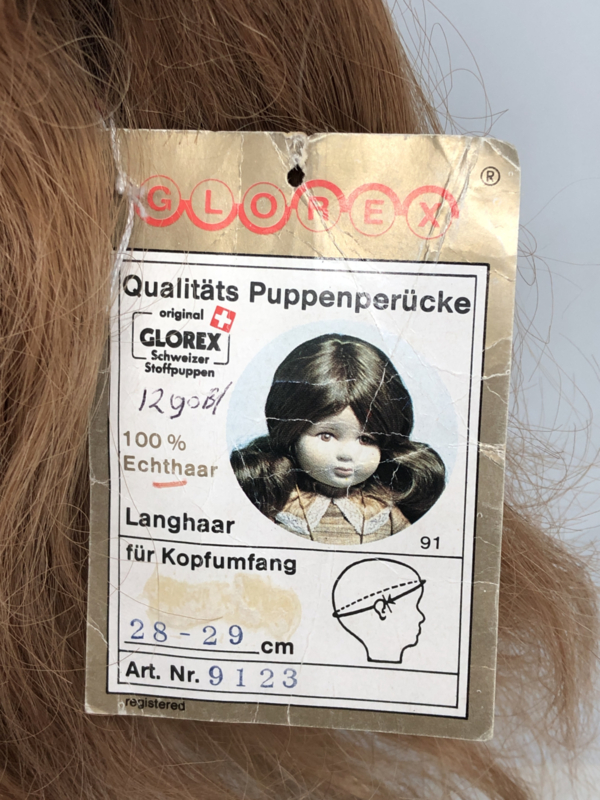 GLOREX ®
Qualitäts Puppenperücke
original
GLOREX
Schweizer
Stoffpuppen
100 %
Echthaar
Langhaar
91
für Kopfumfang
28-29 cm
Art. Nr. 9123
registered